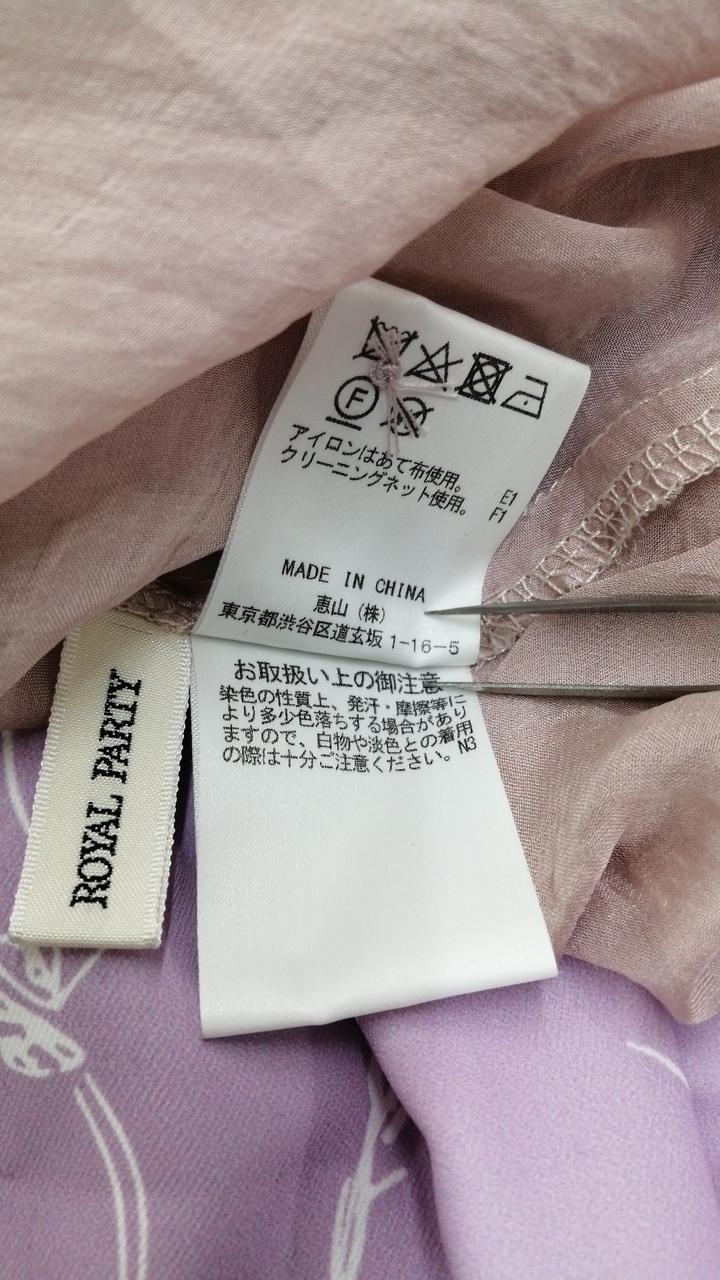 F
アイロンはあて布使用。
クリーニングネット使用。
E1
F1
MADE IN CHINA
恵山（株）
東京都渋谷区道玄坂 1-16-5
お取扱い上の御注意
染色の性質上、発汗・摩擦等に
より多少色落ちする場合があり
ますので、白物や淡色との着用
の際は十分ご注意ください。N3
ROYAL PARTY